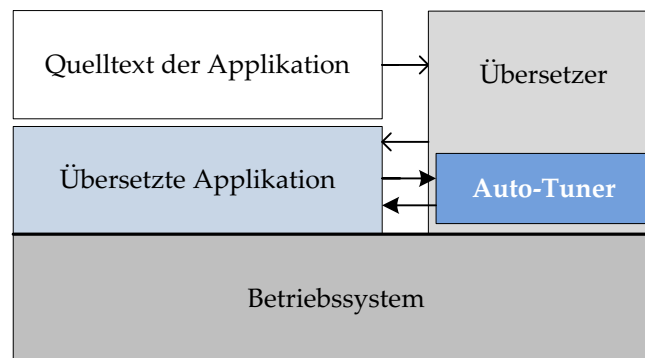 Quelltext der Applikation
Übersetzer
Übersetzte Applikation
Auto-Tuner
Betriebssystem